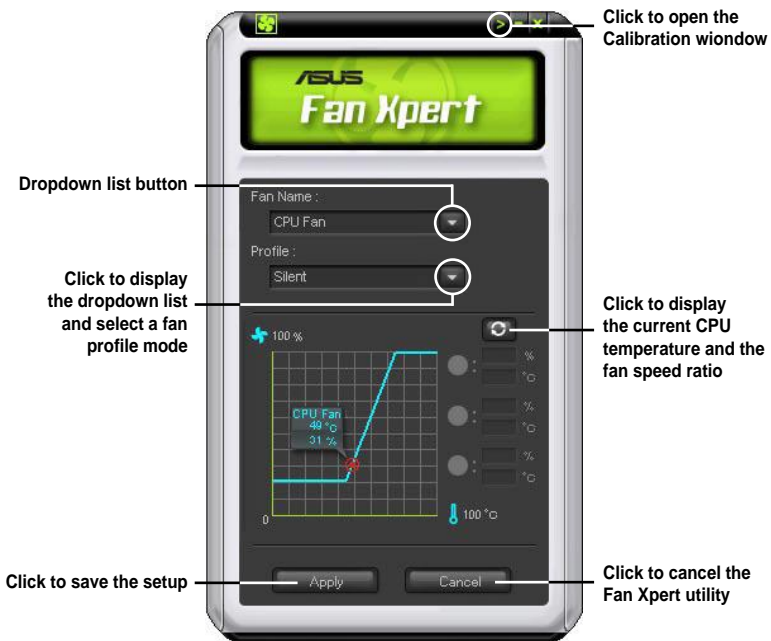 Click to open the
Calibration wiondow
> - x
ASUS
Fan Xpert
Dropdown list button
Fan Name :
CPU Fan
Profile :
Silent
Click to display
the dropdown list
and select a fan
profile mode
Click to display
the current CPU
temperature and the
fan speed ratio
100 %
: %
°C
CPU Fan
49 °C
31 %
: %
°C
: %
°C
0
100 °C
Click to save the setup
Apply
Cancel
Click to cancel the
Fan Xpert utility